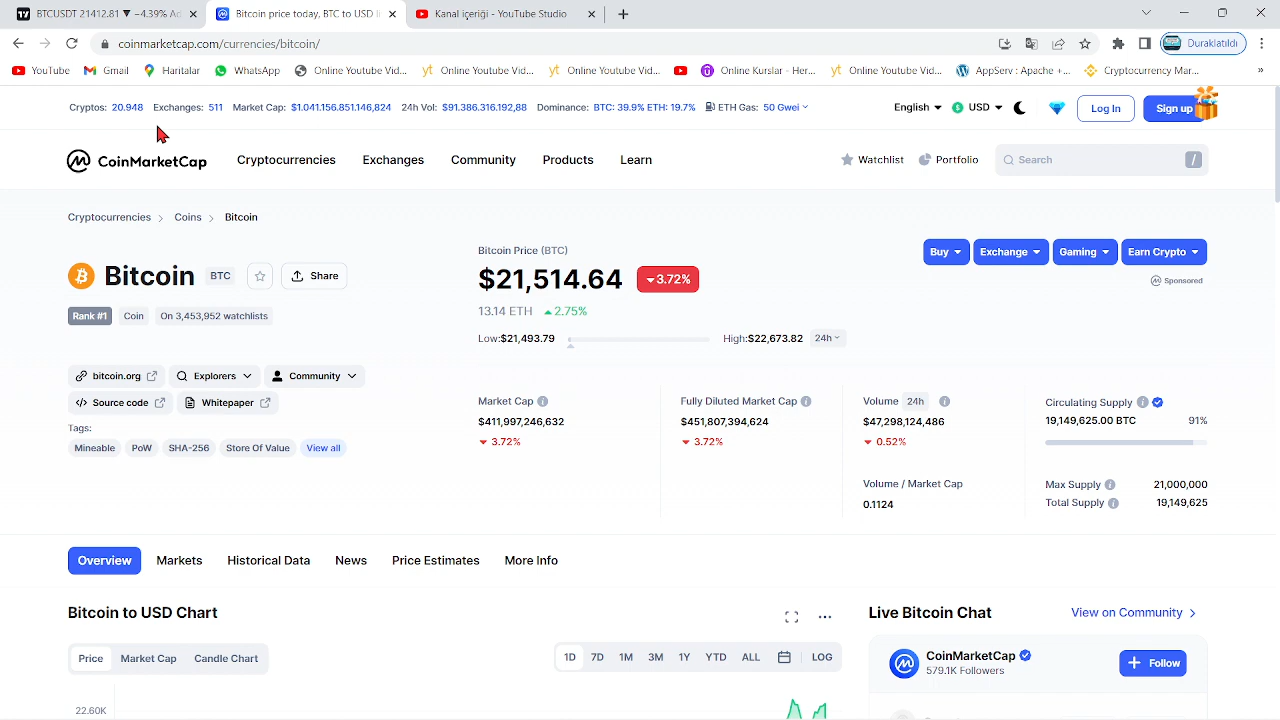 BTCUSDT 21412.81 ▼ −4.39% Ad
Bitcoin price today, BTC to USD li
Kanal içeriği - YouTube Studio
coinmarketcap.com/currencies/bitcoin/
Duraklatıldı
YouTube
Gmail
Haritalar
WhatsApp
Online Youtube Vid...
Online Youtube Vid...
Online Youtube Vid...
Online Kurslar - Her...
Online Youtube Vid...
AppServ : Apache +...
Cryptocurrency Mar...
»
Cryptos: 20.948 Exchanges: 511 Market Cap: $1.041.156.851.146,824 24h Vol: $91.386.316.192,88 Dominance: BTC: 39.9% ETH: 19.7% ETH Gas: 50 Gwei
English USD Log In Sign up
CoinMarketCap Cryptocurrencies Exchanges Community Products Learn
Watchlist Portfolio Search /
Cryptocurrencies > Coins > Bitcoin
Bitcoin BTC Share
Rank #1 Coin On 3,453,952 watchlists
bitcoin.org Explorers Community
Source code Whitepaper
Tags:
Mineable PoW SHA-256 Store Of Value View all
Bitcoin Price (BTC)
$21,514.64 3.72%
13.14 ETH 2.75%
Low:$21,493.79 High:$22,673.82 24h
Buy Exchange Gaming Earn Crypto
Sponsored
Market Cap
$411,997,246,632
3.72%
Fully Diluted Market Cap
$451,807,394,624
3.72%
Volume 24h
$47,298,124,486
0.52%
Volume / Market Cap
0.1124
Circulating Supply
19,149,625.00 BTC 91%
Max Supply 21,000,000
Total Supply 19,149,625
Overview Markets Historical Data News Price Estimates More Info
Bitcoin to USD Chart
Price Market Cap Candle Chart
1D 7D 1M 3M 1Y YTD ALL LOG
22.60K
Live Bitcoin Chat View on Community >
CoinMarketCap
579.1K Followers
+ Follow